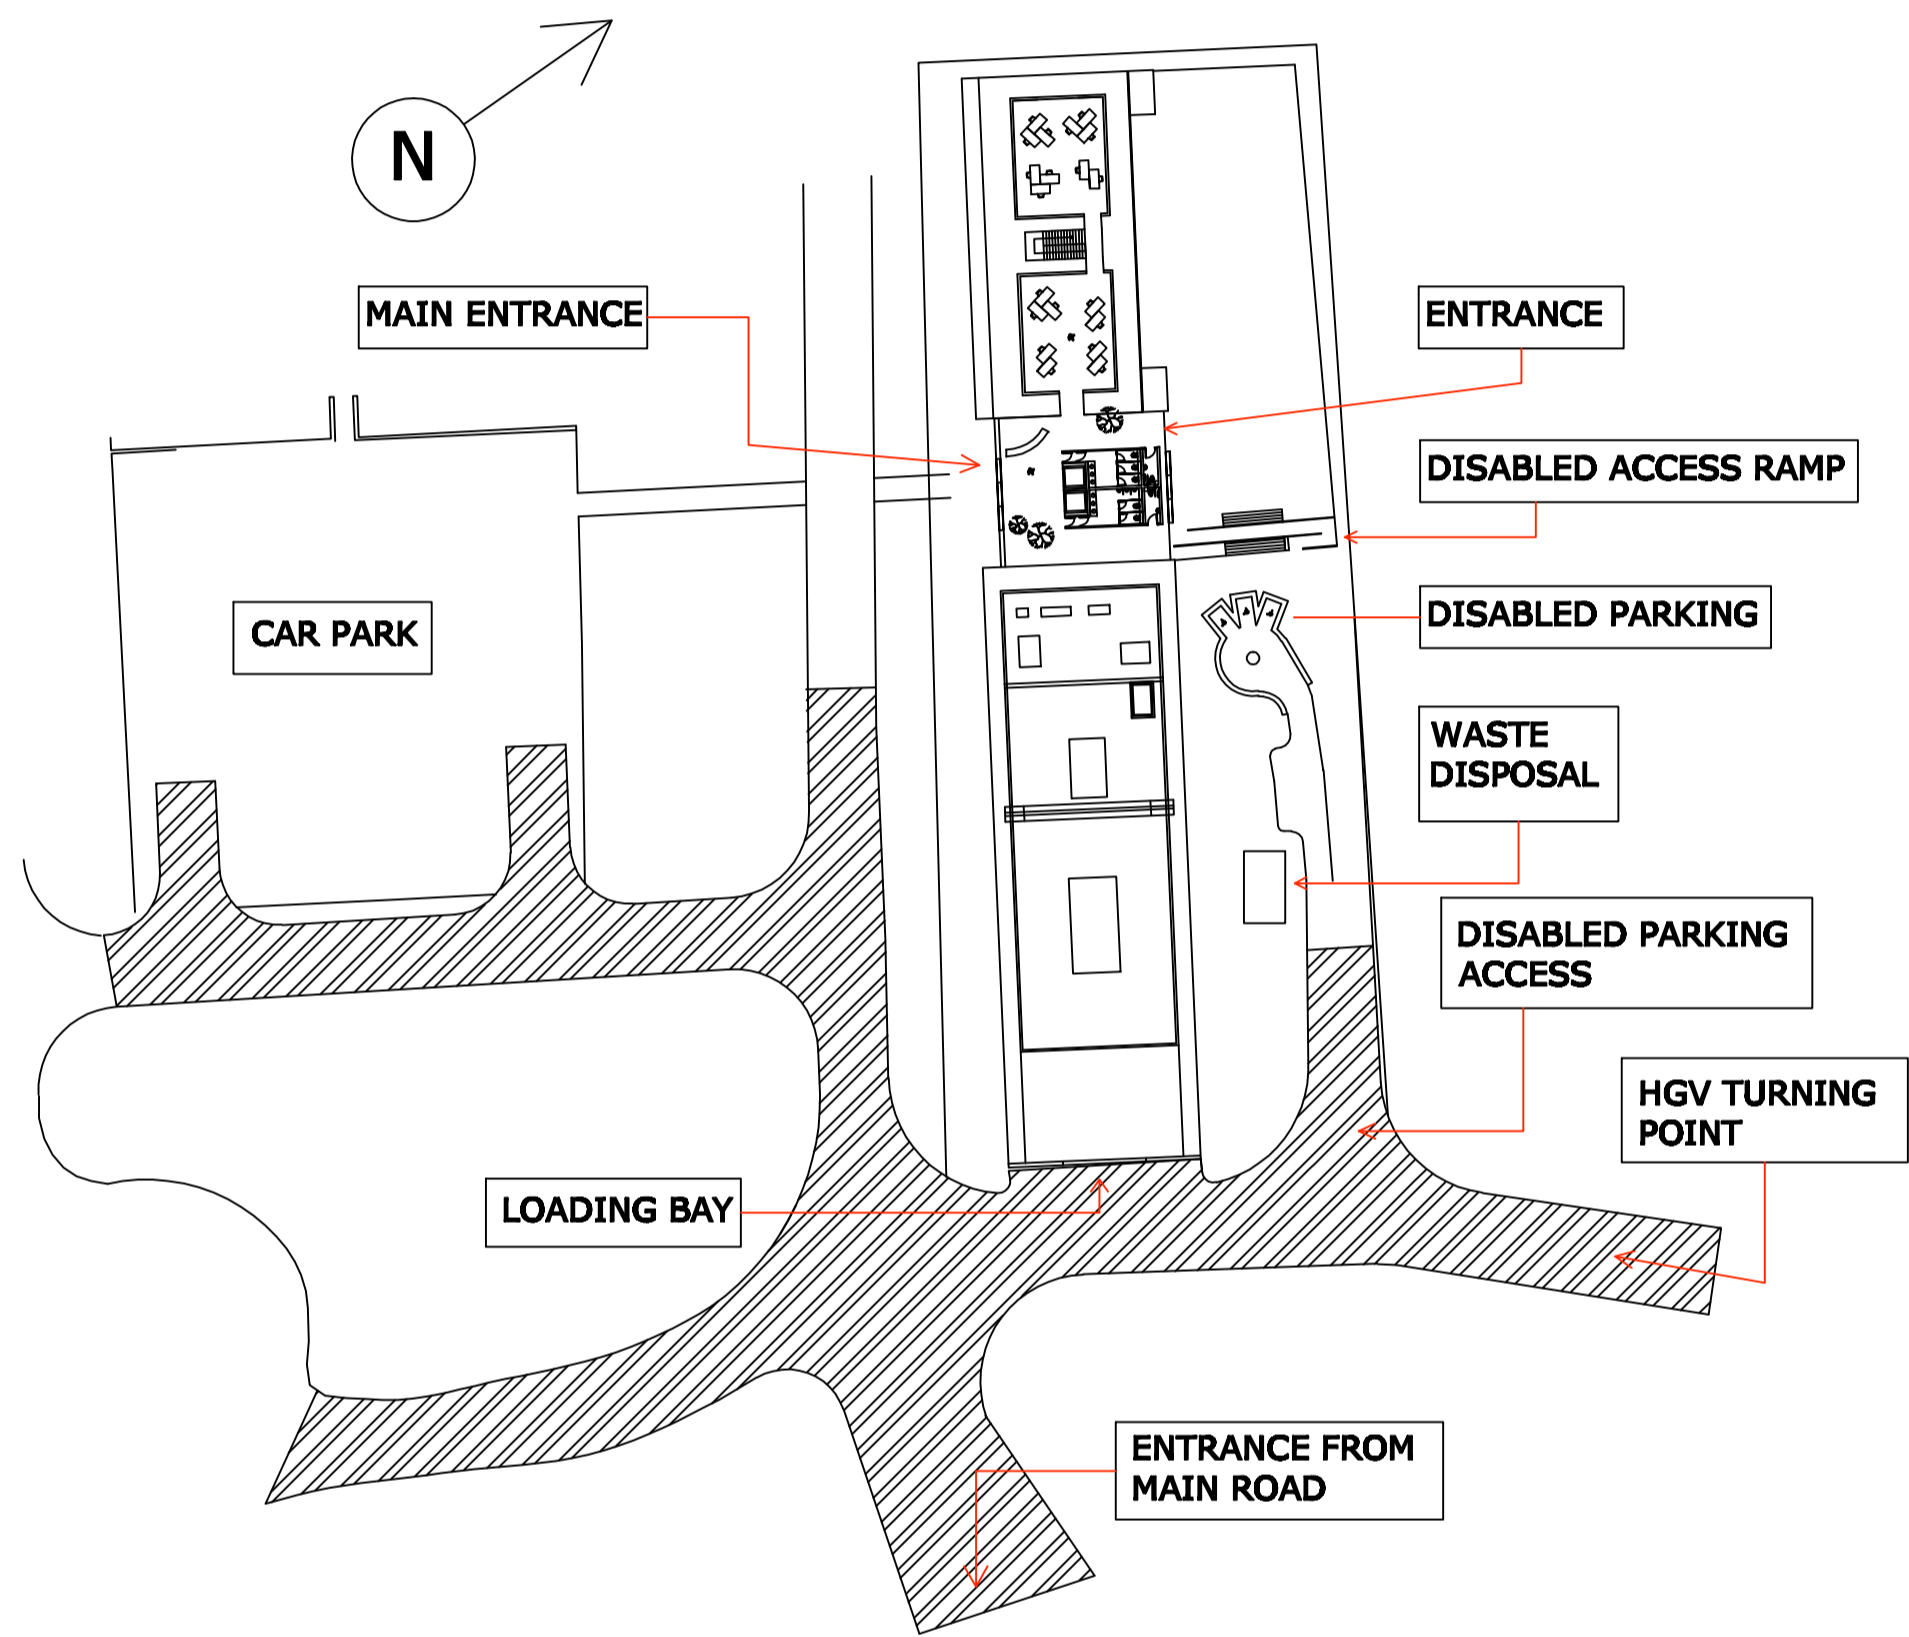 N
MAIN ENTRANCE
ENTRANCE
DISABLED ACCESS RAMP
CAR PARK
DISABLED PARKING
WASTE
DISPOSAL
DISABLED PARKING
ACCESS
HGV TURNING
POINT
LOADING BAY
ENTRANCE FROM
MAIN ROAD